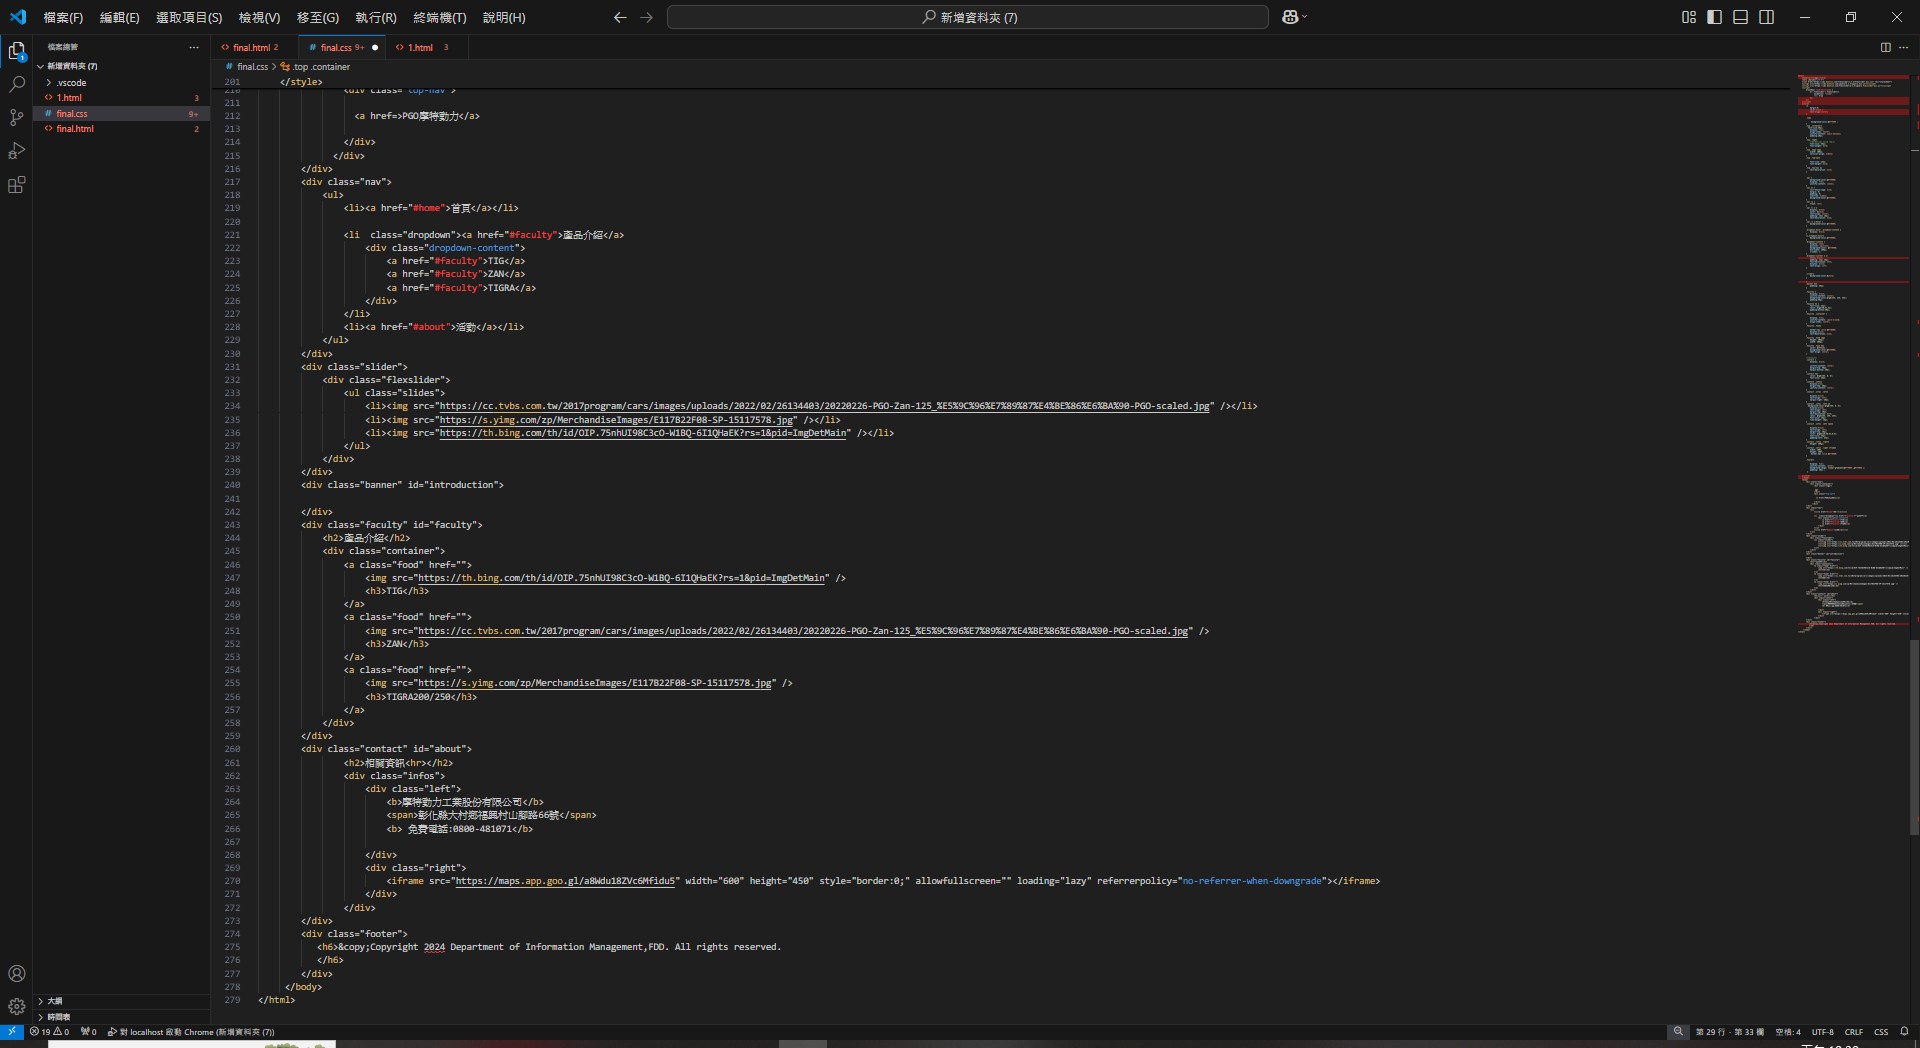 檔案(F) 編輯(E) 選取項目(S) 檢視(V) 移至(G) 執行(R) 終端機(T) 說明(H)
新增資料夾 (7)
檔案總管
final.html 2
final.css 9+
1.html 3
新增資料夾 (7)
.vscode
1.html 3
final.css 9+
final.html 2
final.css > .top .container
201 </style>
210 <div class="top-nav">
211
212 <a href=>PGO摩特動力</a>
213
214 </div>
215 </div>
216 </div>
217 <div class="nav">
218 <ul>
219 <li><a href="#home">首頁</a></li>
220
221 <li  class="dropdown"><a href="#faculty">產品介紹</a>
222 <div class="dropdown-content">
223 <a href="#faculty">TIG</a>
224 <a href="#faculty">ZAN</a>
225 <a href="#faculty">TIGRA</a>
226 </div>
227 </li>
228 <li><a href="#about">活動</a></li>
229 </ul>
230 </div>
231 <div class="slider">
232 <div class="flexslider">
233 <ul class="slides">
234 <li><img src="https://cc.tvbs.com.tw/2017program/cars/images/uploads/2022/02/26134403/20220226-PGO-Zan-125_%E5%9C%96%E7%89%87%E4%BE%86%E6%BA%90-PGO-scaled.jpg" /></li>
235 <li><img src="https://s.yimg.com/zp/MerchandiseImages/E117B22F08-SP-15117578.jpg" /></li>
236 <li><img src="https://th.bing.com/th/id/OIP.75nhUI98C3cO-W1BQ-6I1QHaEK?rs=1&pid=ImgDetMain" /></li>
237 </ul>
238 </div>
239 </div>
240 <div class="banner" id="introduction">
241
242 </div>
243 <div class="faculty" id="faculty">
244 <h2>產品介紹</h2>
245 <div class="container">
246 <a class="food" href="">
247 <img src="https://th.bing.com/th/id/OIP.75nhUI98C3cO-W1BQ-6I1QHaEK?rs=1&pid=ImgDetMain" />
248 <h3>TIG</h3>
249 </a>
250 <a class="food" href="">
251 <img src="https://cc.tvbs.com.tw/2017program/cars/images/uploads/2022/02/26134403/20220226-PGO-Zan-125_%E5%9C%96%E7%89%87%E4%BE%86%E6%BA%90-PGO-scaled.jpg" />
252 <h3>ZAN</h3>
253 </a>
254 <a class="food" href="">
255 <img src="https://s.yimg.com/zp/MerchandiseImages/E117B22F08-SP-15117578.jpg" />
256 <h3>TIGRA200/250</h3>
257 </a>
258 </div>
259 </div>
260 <div class="contact" id="about">
261 <h2>相關資訊<hr></h2>
262 <div class="infos">
263 <div class="left">
264 <b>摩特動力工業股份有限公司</b>
265 <span>彰化縣大村鄉福興村山腳路66號</span>
266 <b> 免費電話:0800-481071</b>
267
268 </div>
269 <div class="right">
270 <iframe src="https://maps.app.goo.gl/a8Wdu18ZVc6Mfidu5" width="600" height="450" style="border:0;" allowfullscreen="" loading="lazy" referrerpolicy="no-referrer-when-downgrade"></iframe>
271 </div>
272 </div>
273 </div>
274 <div class="footer">
275 <h6>&copy;Copyright 2024 Department of Information Management,FDD. All rights reserved.
276 </h6>
277 </div>
278 </body>
279 </html>
大綱
時間表
19 0 0 對 localhost 啟動 Chrome (新增資料夾 (7)) 第 29 行,第 33 欄 空格: 4 UTF-8 CRLF CSS